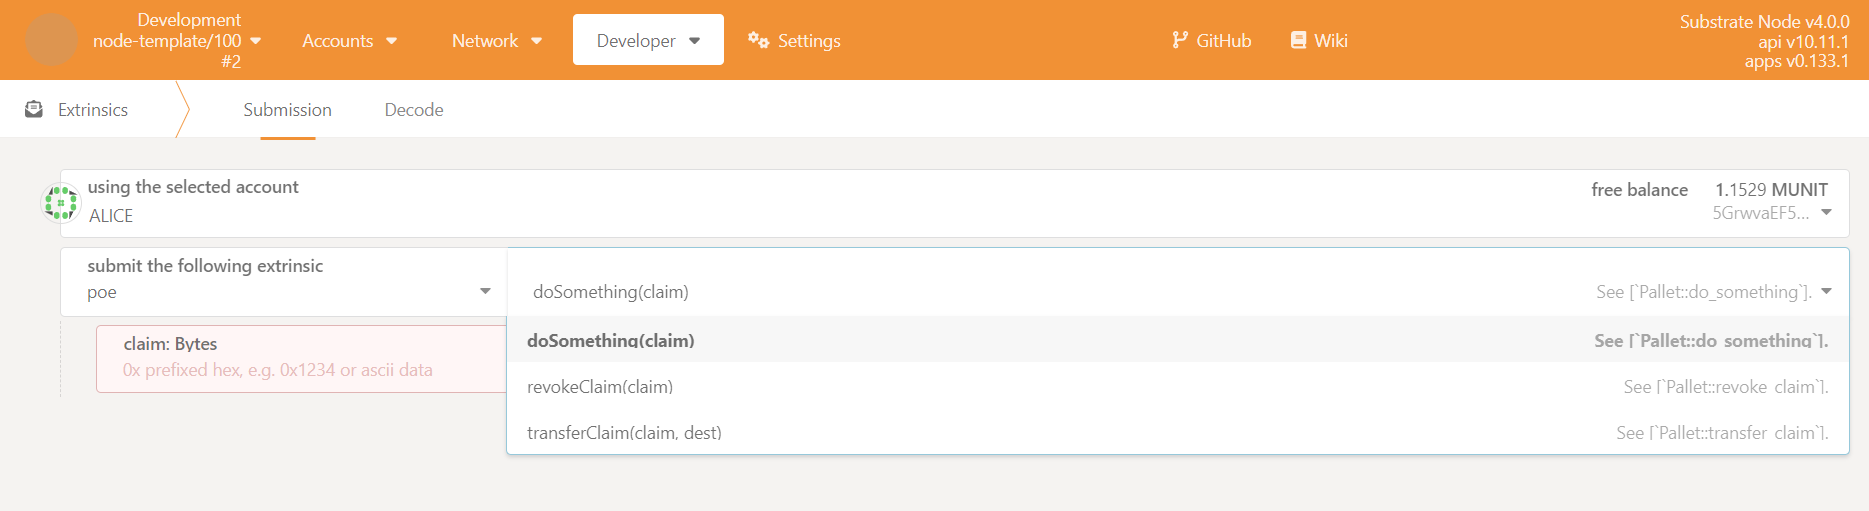 Development
node-template/100
#2
Accounts
Network
Developer
Settings
GitHub
Wiki
Substrate Node v4.0.0
api v10.11.1
apps v0.133.1
Extrinsics
Submission
Decode
using the selected account
ALICE
free balance 1.1529 MUNIT
5GrwvaEF5...
submit the following extrinsic
poe
doSomething(claim) See [`Pallet::do_something`].
doSomething(claim) See [`Pallet::do_something`].
revokeClaim(claim) See [`Pallet::revoke_claim`].
transferClaim(claim, dest) See [`Pallet::transfer_claim`].
claim: Bytes
0x prefixed hex, e.g. 0x1234 or ascii data